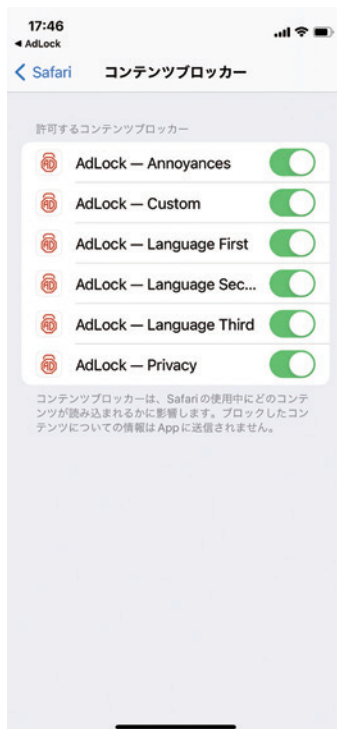 17:46
◀ AdLock
Safari
コンテンツブロッカー
許可するコンテンツブロッカー
AdLock — Annoyances
AdLock — Custom
AdLock — Language First
AdLock — Language Sec...
AdLock — Language Third
AdLock — Privacy
コンテンツブロッカーは、Safariの使用中にどのコンテ
ンツが読み込まれるかに影響します。ブロックしたコン
テンツについての情報はAppに送信されません。